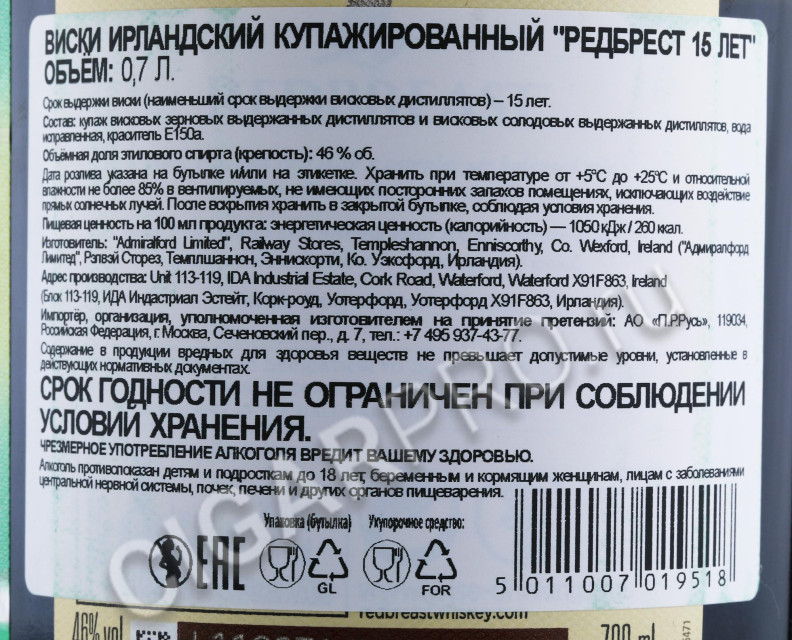 ВИСКИ ИРЛАНДСКИЙ КУПАЖИРОВАННЫЙ "РЕДБРЕСТ 15 ЛЕТ"
ОБЪЁМ: 0,7 Л.
Срок выдержки виски (наименьший срок выдержки висковых дистиллятов) – 15 лет.
Состав: купаж висковых зерновых выдержанных дистиллятов и висковых солодовых выдержанных дистиллятов, вода
исправленная, краситель Е150а.
Объёмная доля этилового спирта (крепость): 46 % об.
Дата розлива указана на бутылке и/или на этикетке. Хранить при температуре от +5°С до +25°С и относительной
влажности не более 85% в вентилируемых, не имеющих посторонних запахов помещениях, исключающих воздействие
прямых солнечных лучей. После вскрытия хранить в закрытой бутылке, соблюдая условия хранения.
Пищевая ценность на 100 мл продукта: энергетическая ценность (калорийность) — 1050 кДж / 260 ккал.
Изготовитель: "Admiralford Limited", Railway Stores, Templeshannon, Enniscorthy, Co. Wexford, Ireland ("Адмиралфорд
Лимитед", Рэлвэй Сторез, Темплшаннон, Эннискорти, Ко. Уэксфорд, Ирландия).
Адрес производства: Unit 113-119, IDA Industrial Estate, Cork Road, Waterford, Waterford X91F863, Ireland
(Блок 113-119, ИДА Индастриал Эстейт, Корк-роуд, Уотерфорд, Уотерфорд X91F863, Ирландия).
Импортёр, организация, уполномоченная изготовителем на принятие претензий: АО «П.Р.Русь», 119034,
Российская Федерация, г. Москва, Сеченовский пер., д. 7, тел.: +7 495 937-43-77.
Содержание в продукции вредных для здоровья веществ не превышает допустимые уровни, установленные в
действующих нормативных документах.
СРОК ГОДНОСТИ НЕ ОГРАНИЧЕН ПРИ СОБЛЮДЕНИИ
УСЛОВИЙ ХРАНЕНИЯ.
ЧРЕЗМЕРНОЕ УПОТРЕБЛЕНИЕ АЛКОГОЛЯ ВРЕДИТ ВАШЕМУ ЗДОРОВЬЮ.
Алкоголь противопоказан детям и подросткам до 18 лет, беременным и кормящим женщинам, лицам с заболеваниями
центральной нервной системы, почек, печени и других органов пищеварения.
Упаковка (бутылка) Укупорочное средство:
EAC GL FOR
5 011007 019518
redbreastwhiskey.com
46% vol 700 ml
CIGARPRO.ru